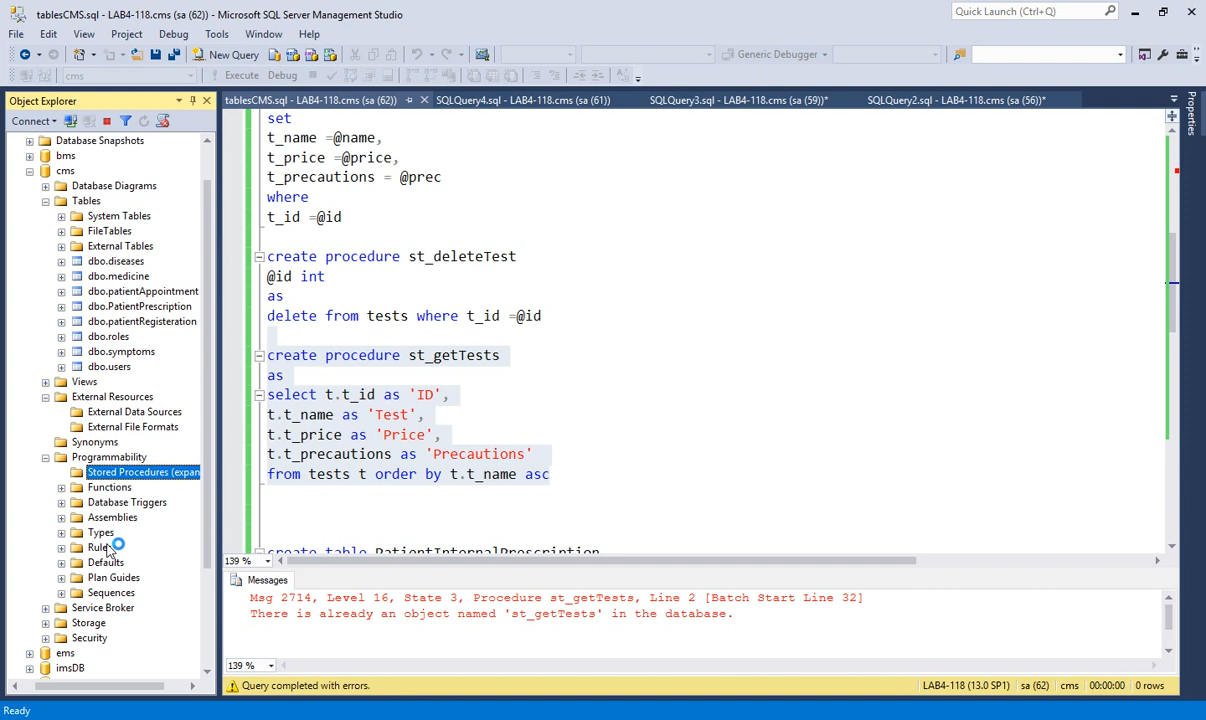 tablesCMS.sql - LAB4-118.cms (sa (62)) - Microsoft SQL Server Management Studio
Quick Launch (Ctrl+Q)
File Edit View Project Debug Tools Window Help
New Query
Generic Debugger
cms
Execute Debug
Object Explorer
tablesCMS.sql - LAB4-118.cms (sa (62))
SQLQuery4.sql - LAB4-118.cms (sa (61))
SQLQuery3.sql - LAB4-118.cms (sa (59))*
SQLQuery2.sql - LAB4-118.cms (sa (56))*
Properties
Connect
Database Snapshots
bms
cms
Database Diagrams
Tables
System Tables
FileTables
External Tables
dbo.diseases
dbo.medicine
dbo.patientAppointment
dbo.PatientPrescription
dbo.patientRegisteration
dbo.roles
dbo.symptoms
dbo.users
Views
External Resources
External Data Sources
External File Formats
Synonyms
Programmability
Stored Procedures (expan
Functions
Database Triggers
Assemblies
Types
Defaults
Plan Guides
Sequences
Service Broker
Storage
Security
ems
imsDB
set
t_name =@name,
t_price =@price,
t_precautions = @prec
where
t_id =@id
create procedure st_deleteTest
@id int
as
delete from tests where t_id =@id
create procedure st_getTests
as
select t.t_id as 'ID',
t.t_name as 'Test',
t.t_price as 'Price',
t.t_precautions as 'Precautions'
from tests t order by t.t_name asc
create table PatientInternalPrescription
139 %
Messages
Msg 2714, Level 16, State 3, Procedure st_getTests, Line 2 [Batch Start Line 32]
There is already an object named 'st_getTests' in the database.
139 %
Query completed with errors.
LAB4-118 (13.0 SP1) sa (62) cms 00:00:00 0 rows
Ready